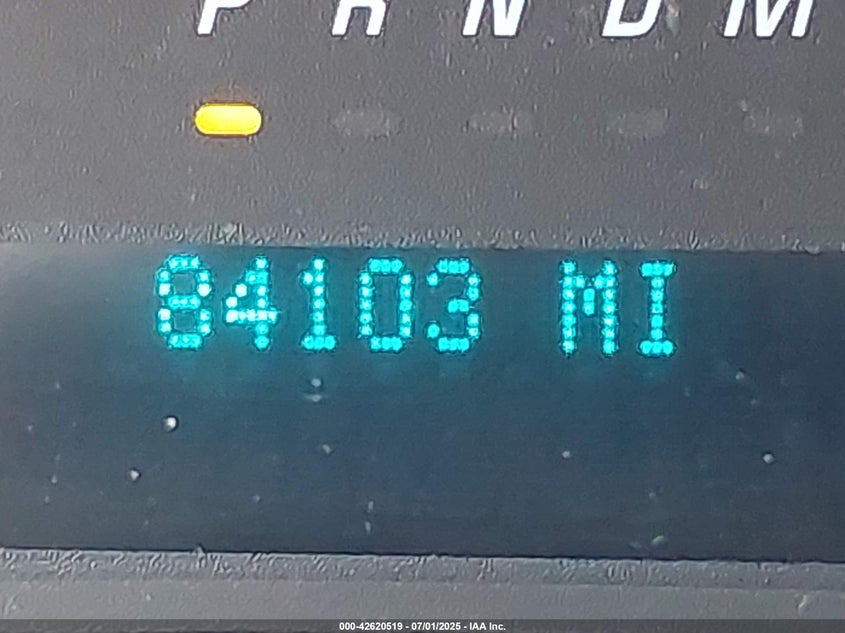 P R N D M
84103 MI
000-42620519 - 07/01/2025 - IAA Inc.